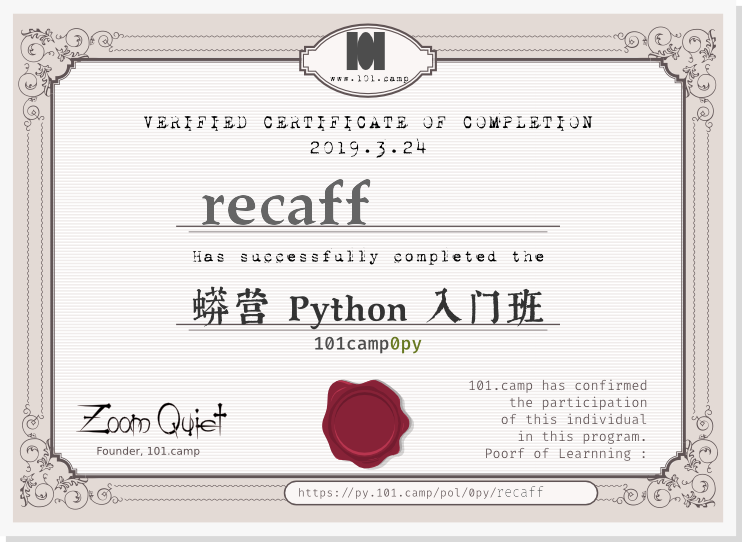 101
www.101.camp
VERIFIED CERTIFICATE OF COMPLETION
2019.3.24
recaff
Has successfully completed the
蟒营 Python 入门班
101camp0py
101.camp has confirmed
the participation
of this individual
in this program.
Poorf of Learnning :
Zoom Quiet
Founder, 101.camp
https://py.101.camp/pol/0py/recaff